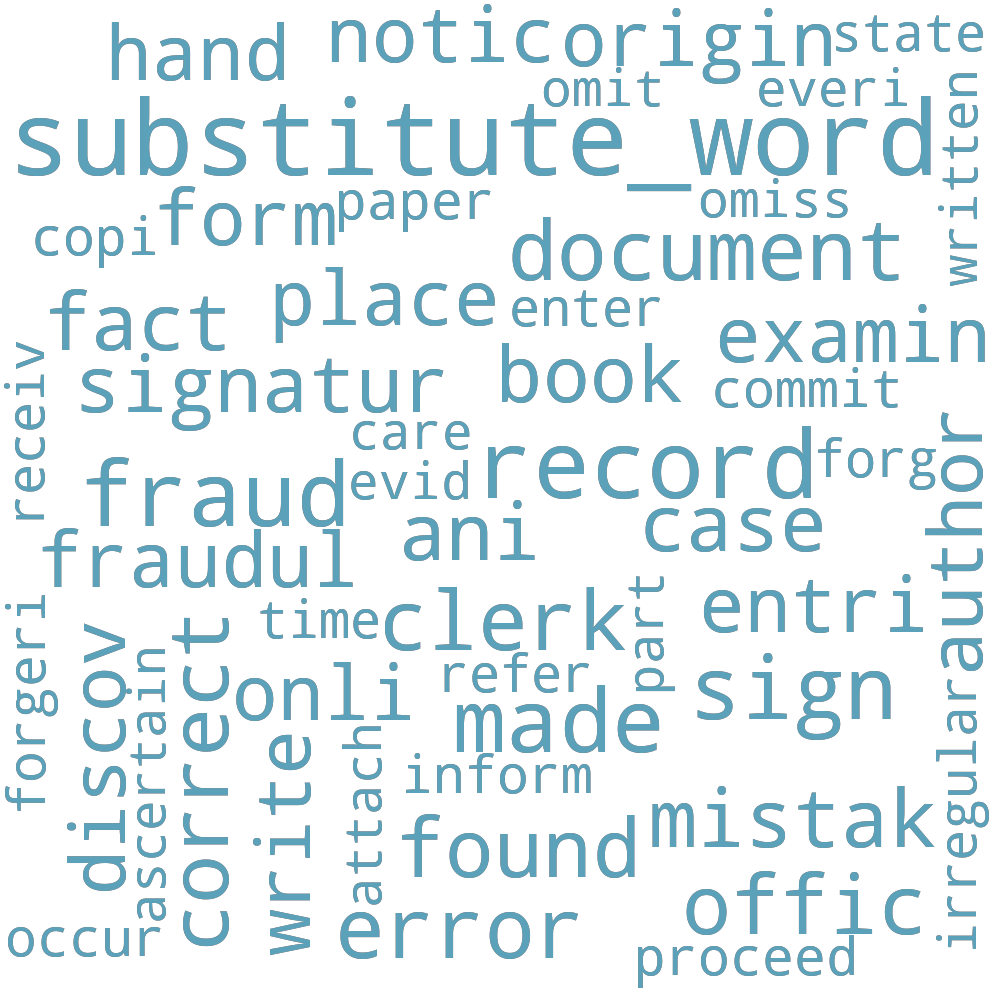 hand
notic
origin
state
omit
everi
substitute_word
written
copi
form
paper
omiss
document
fact
place
enter
examin
receiv
signatur
book
commit
care
author
fraud
evid
record
forg
fraudul
ani
case
forgeri
discov
ascertain
correct
time
clerk
part
entri
onli
refer
made
sign
irregular
write
attach
inform
found
mistak
occur
error
offic
proceed